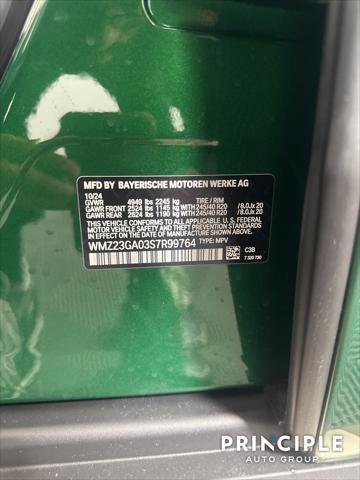 MFD BY BAYERISCHE MOTOREN WERKE AG
10/24
GVWR 4949 lbs 2245 kg TIRE / RIM
GAWR FRONT 2524 lbs 1145 kg WITH 245/40 R20 /8.0Jx 20
GAWR REAR 2624 lbs 1190 kg WITH 245/40 R20 /8.0Jx 20
THIS VEHICLE CONFORMS TO ALL APPLICABLE U.S. FEDERAL
MOTOR VEHICLE SAFETY AND THEFT PREVENTION STANDARDS
IN EFFECT ON THE DATE OF MANUFACTURE SHOWN ABOVE.
WMZ23GA03S7R99764 TYPE: MPV
C3B
7 320 730
PRINCIPLE
AUTO GROUP